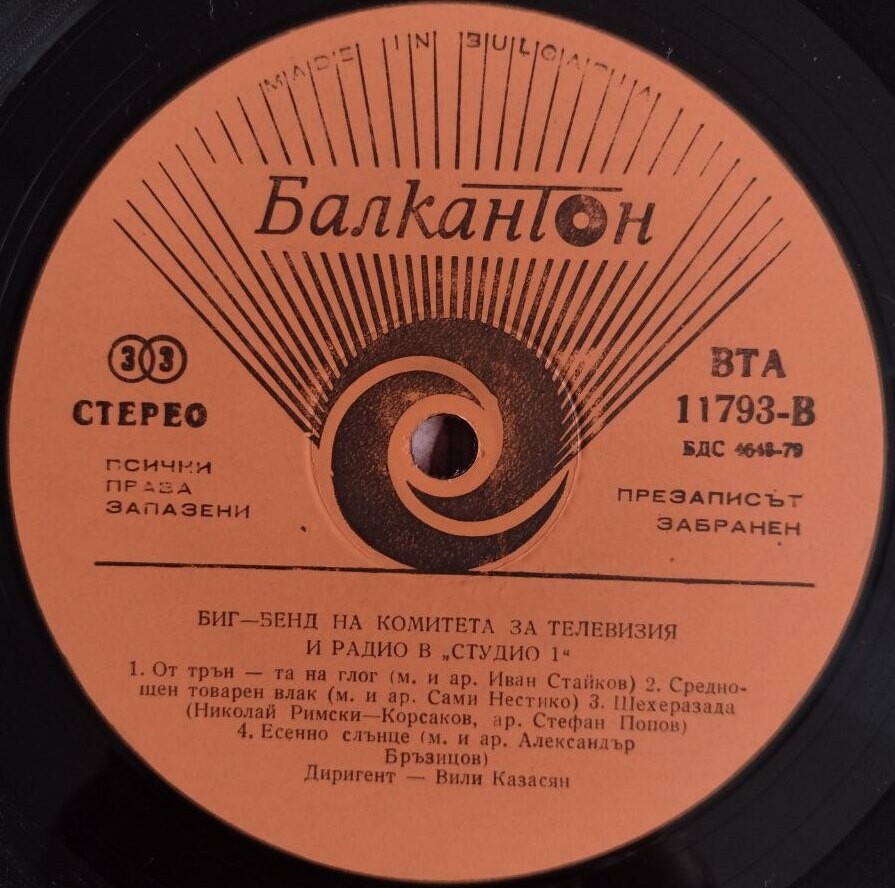 MADE IN BULGARIA
БалканТон
33
СТЕРЕО
ВСИЧКИ
ПРАВА
ЗАПАЗЕНИ
ВТА
11793-В
БДС 4648-79
ПРЕЗАПИСЪТ
ЗАБРАНЕН
БИГ—БЕНД НА КОМИТЕТА ЗА ТЕЛЕВИЗИЯ
И РАДИО В „СТУДИО 1“
1. От трън — та на глог (м. и ар. Иван Стайков) 2. Среднощен товарен влак (м. и ар. Сами Нестико) 3. Шехеразада
(Николай Римски—Корсаков, ар. Стефан Попов)
4. Есенно слънце (м. и ар. Александър
Бръзицов)
Диригент — Вили Казасян